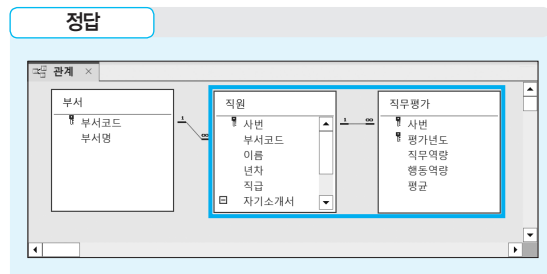 정답
관계 ×
부서
부서코드
부서명
1
∞
직원
사번
부서코드
이름
년차
직급
자기소개서
1
∞
직무평가
사번
평가년도
직무역량
행동역량
평균